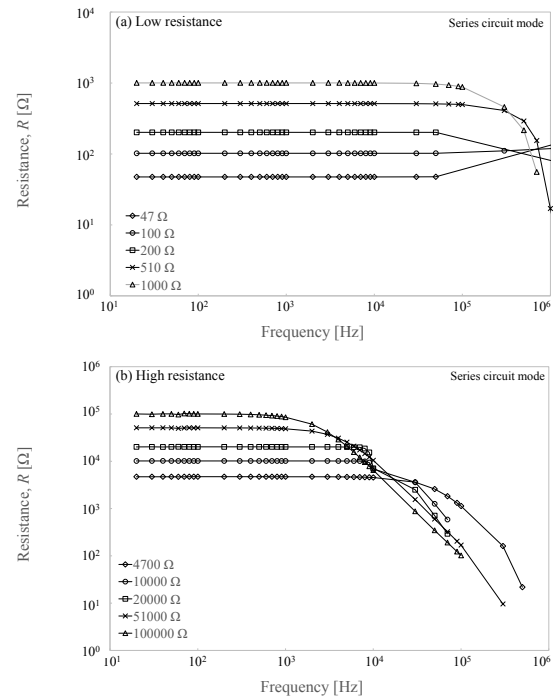 (a) Low resistance
Series circuit mode
10⁴
10³
10²
10¹
10⁰
Resistance, R [Ω]
47 Ω
100 Ω
200 Ω
510 Ω
1000 Ω
10¹ 10² 10³ 10⁴ 10⁵ 10⁶
Frequency [Hz]
(b) High resistance
Series circuit mode
10⁶
10⁵
10⁴
10³
10²
10¹
10⁰
Resistance, R [Ω]
4700 Ω
10000 Ω
20000 Ω
51000 Ω
100000 Ω
10¹ 10² 10³ 10⁴ 10⁵ 10⁶
Frequency [Hz]